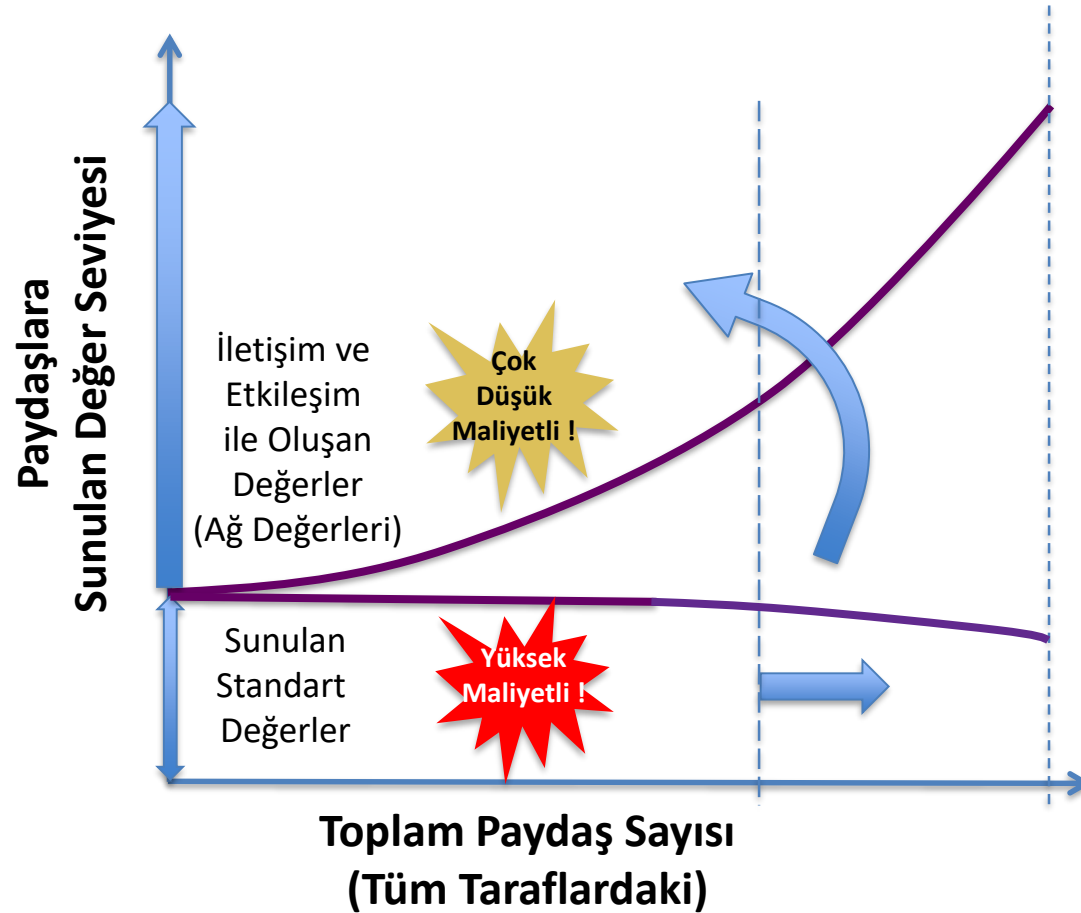 Paydaşlara
Sunulan Değer Seviyesi
İletişim ve
Etkileşim
ile Oluşan
Değerler
(Ağ Değerleri)
Çok
Düşük
Maliyetli !
Sunulan
Standart
Değerler
Yüksek
Maliyetli !
Toplam Paydaş Sayısı
(Tüm Taraflardaki)